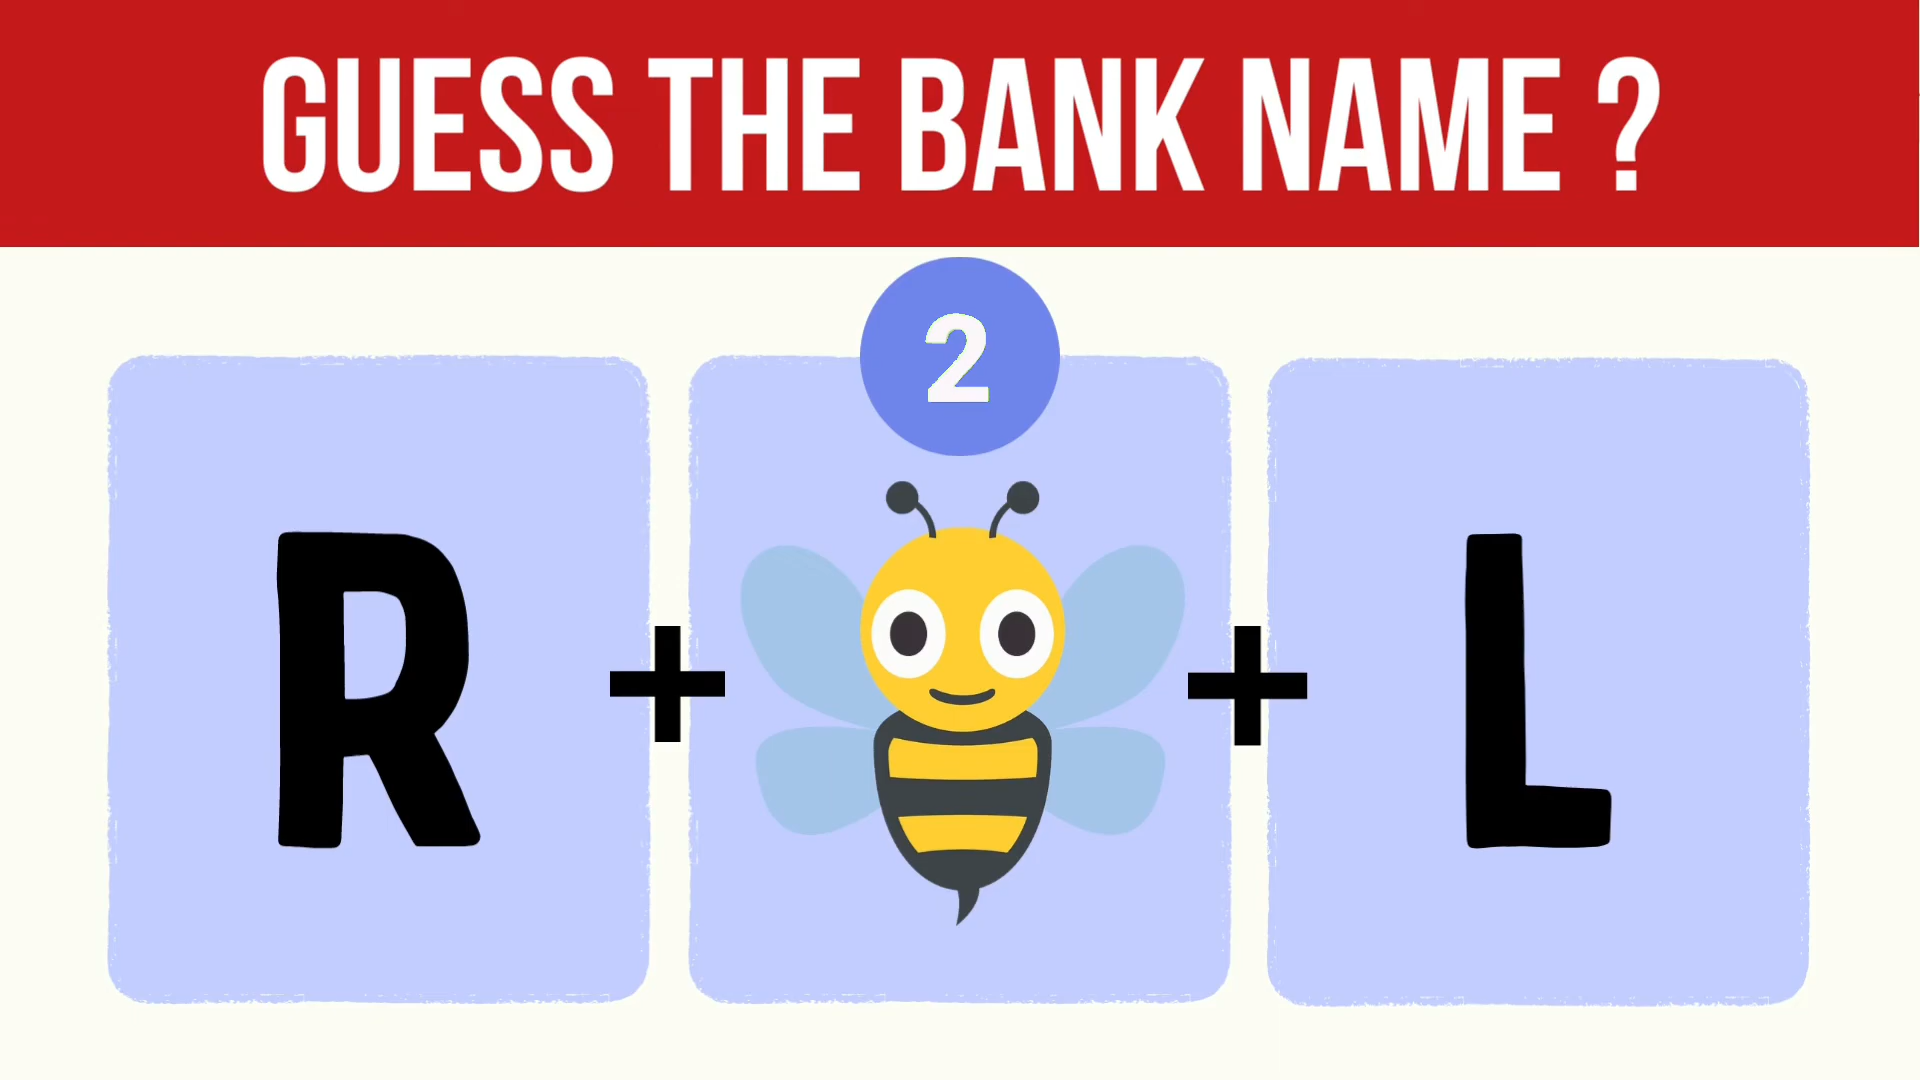 GUESS THE BANK NAME ?
2
R + + L